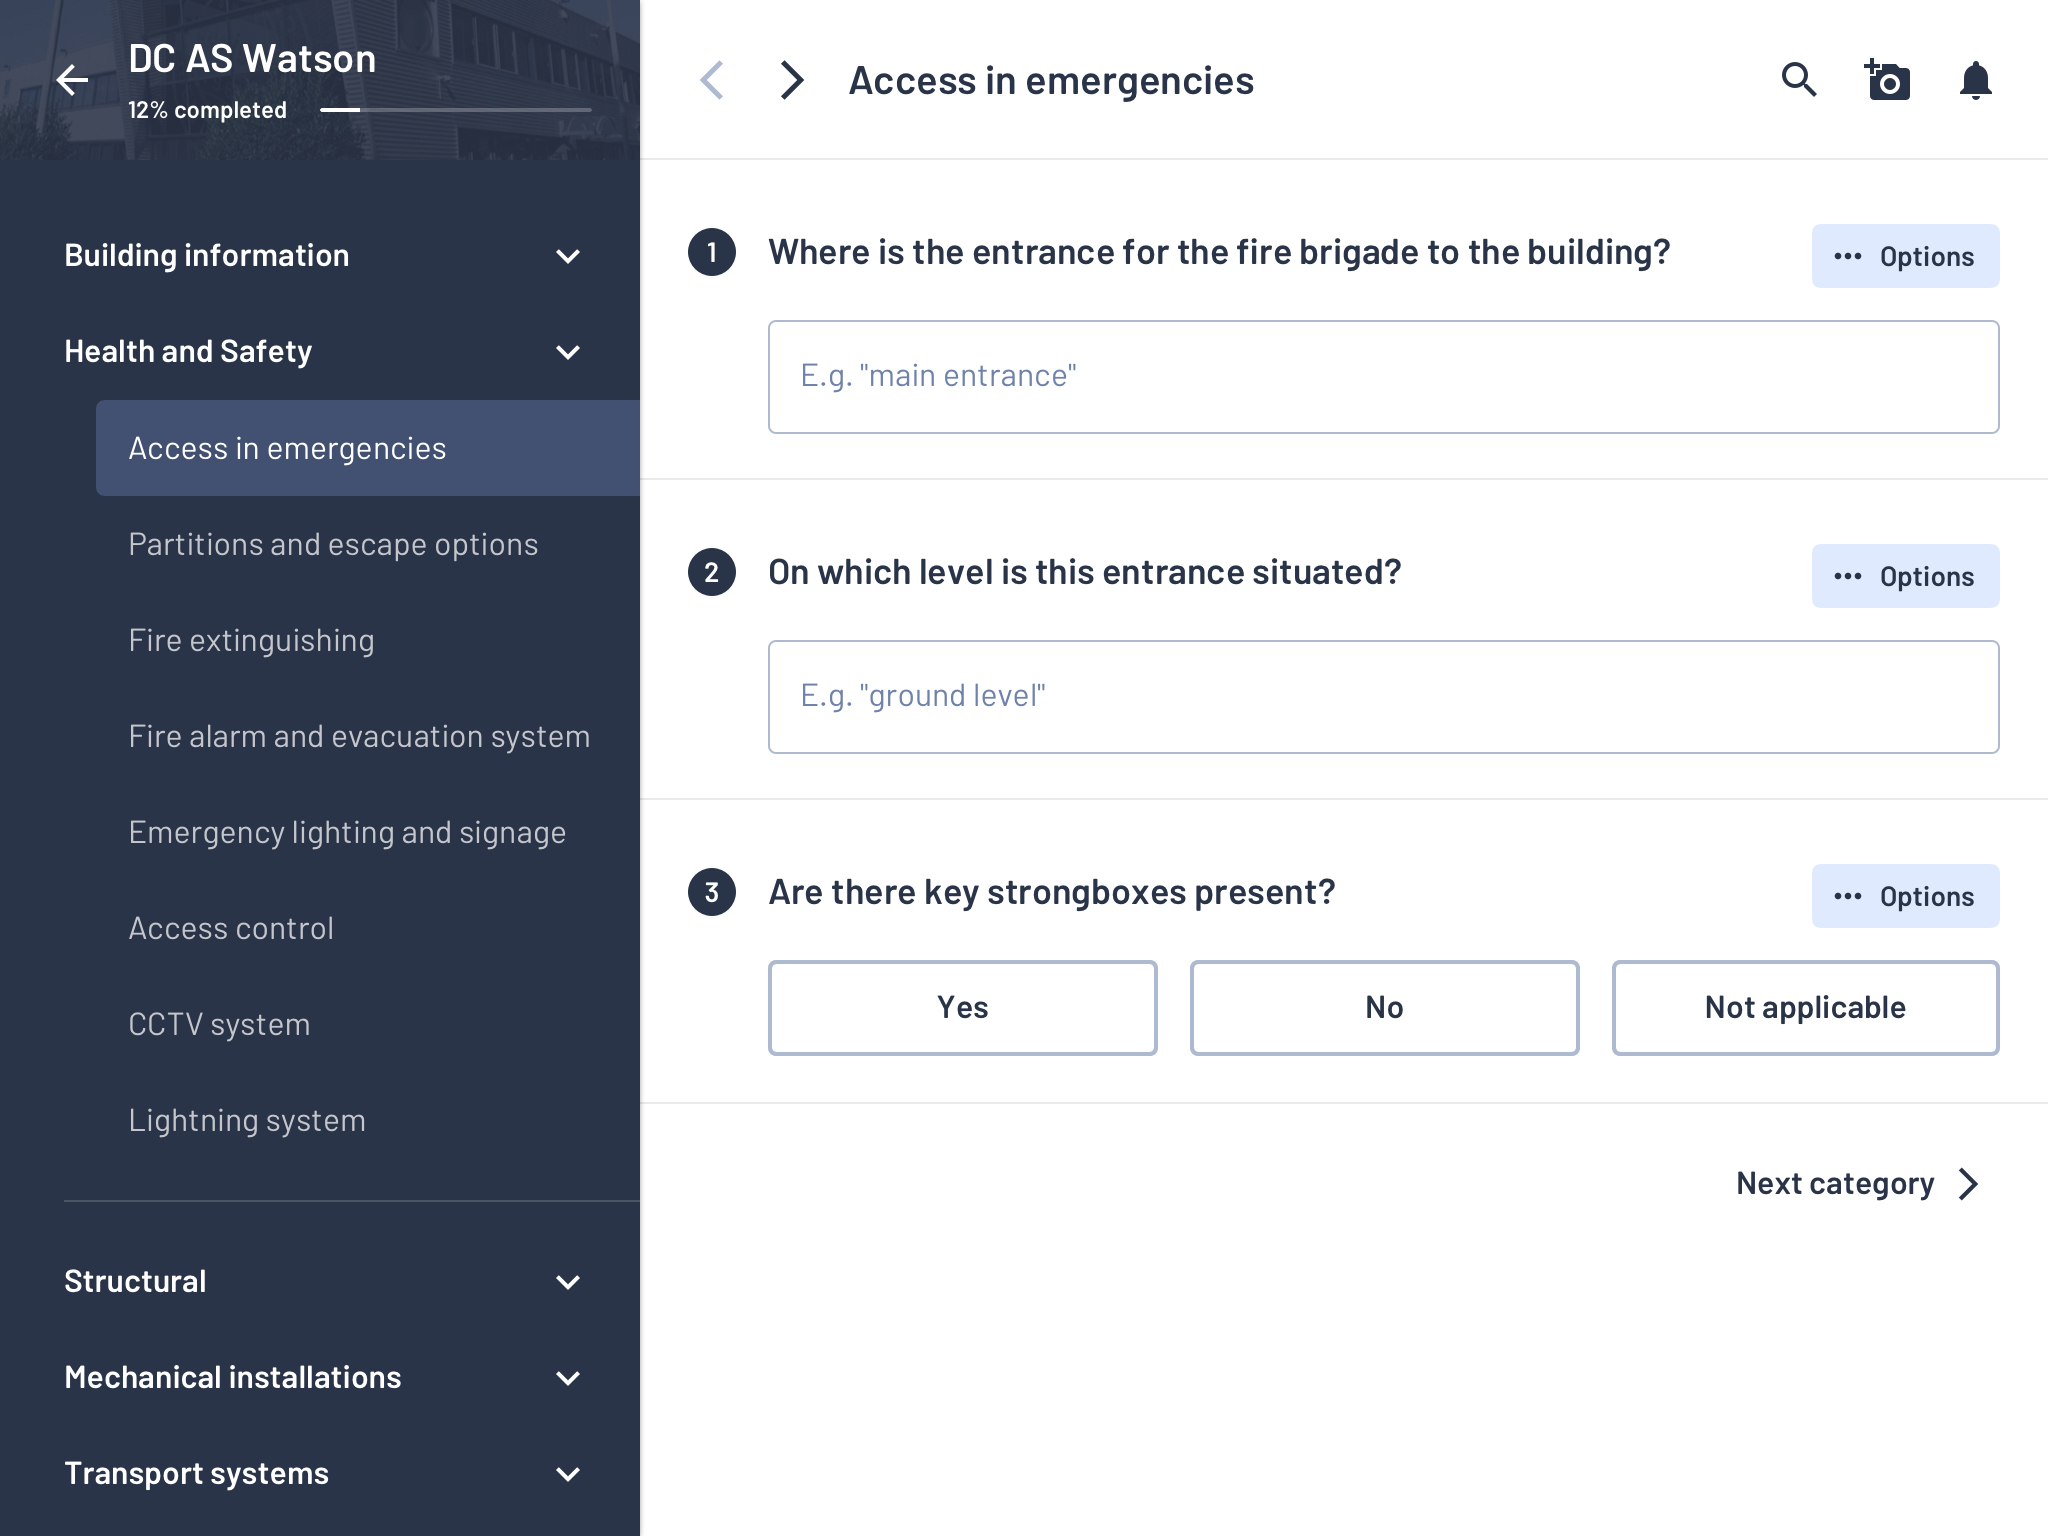 DC AS Watson
12% completed
Building information
Health and Safety
Access in emergencies
Partitions and escape options
Fire extinguishing
Fire alarm and evacuation system
Emergency lighting and signage
Access control
CCTV system
Lightning system
Structural
Mechanical installations
Transport systems
Access in emergencies
1 Where is the entrance for the fire brigade to the building?
••• Options
E.g. "main entrance"
2 On which level is this entrance situated?
••• Options
E.g. "ground level"
3 Are there key strongboxes present?
••• Options
Yes No Not applicable
Next category